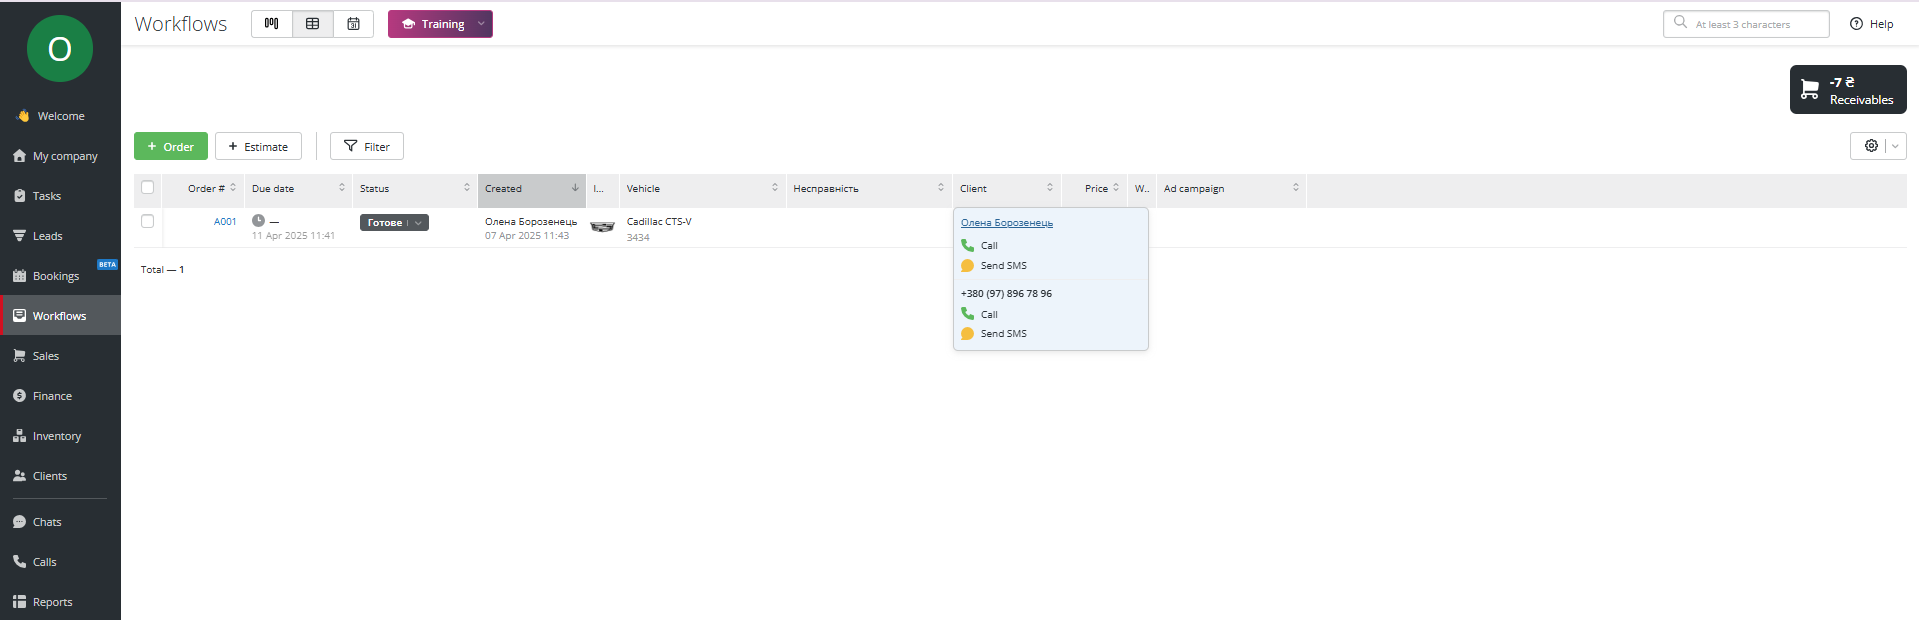 O
Workflows
31
Training
At least 3 characters
Help
-7 ₴
Receivables
Welcome
My company
Tasks
Leads
Bookings
BETA
Workflows
Sales
Finance
Inventory
Clients
Chats
Calls
Reports
+ Order
+ Estimate
Filter
Order # Due date Status Created I... Vehicle Несправність Client Price W.. Ad campaign
A001 — Готове Олена Борозенець Cadillac CTS-V Олена Борозенець
11 Apr 2025 11:41 07 Apr 2025 11:43 3434
Call
Send SMS
+380 (97) 896 78 96
Call
Send SMS
Total — 1